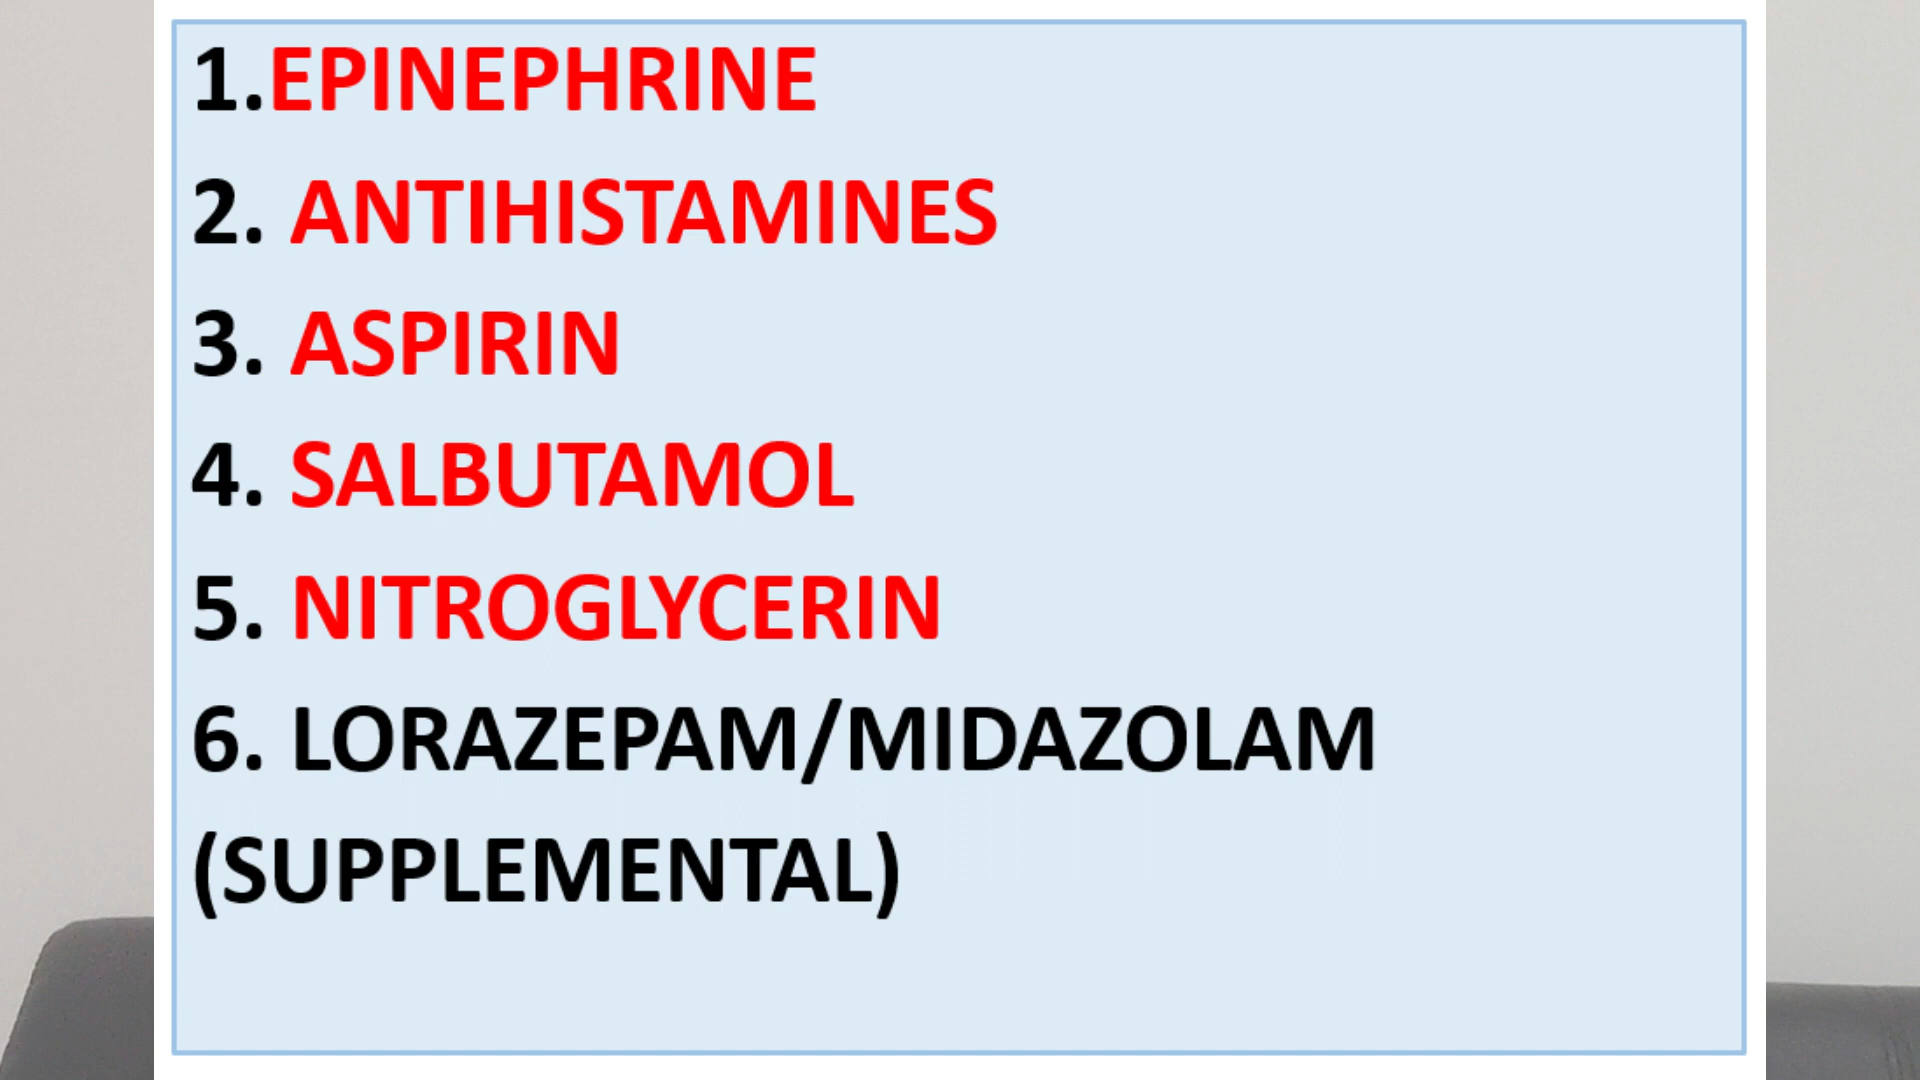 1.EPINEPHRINE
2. ANTIHISTAMINES
3. ASPIRIN
4. SALBUTAMOL
5. NITROGLYCERIN
6. LORAZEPAM/MIDAZOLAM
(SUPPLEMENTAL)